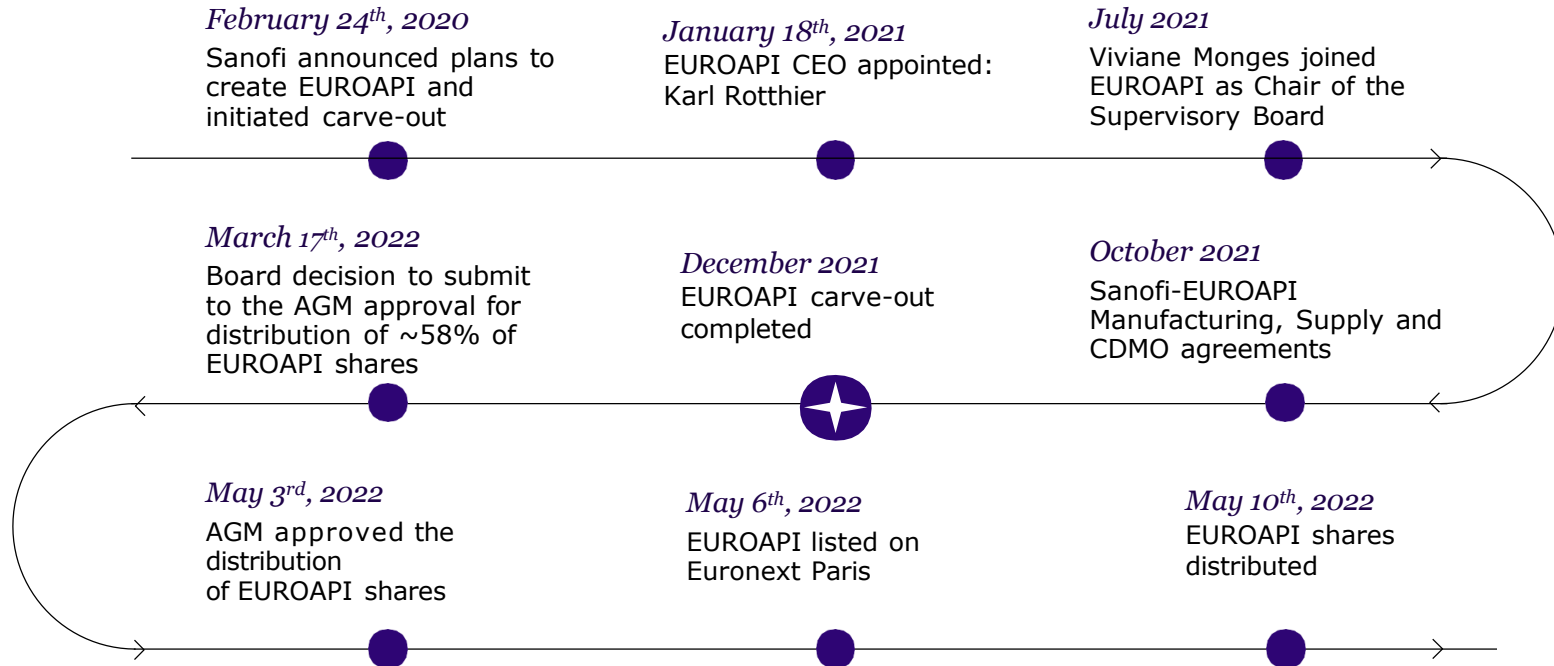 February 24th, 2020
Sanofi announced plans to
create EUROAPI and
initiated carve-out
January 18th, 2021
EUROAPI CEO appointed:
Karl Rotthier
July 2021
Viviane Monges joined
EUROAPI as Chair of the
Supervisory Board
October 2021
Sanofi-EUROAPI
Manufacturing, Supply and
CDMO agreements
December 2021
EUROAPI carve-out
completed
March 17th, 2022
Board decision to submit
to the AGM approval for
distribution of ~58% of
EUROAPI shares
May 3rd, 2022
AGM approved the
distribution
of EUROAPI shares
May 6th, 2022
EUROAPI listed on
Euronext Paris
May 10th, 2022
EUROAPI shares
distributed